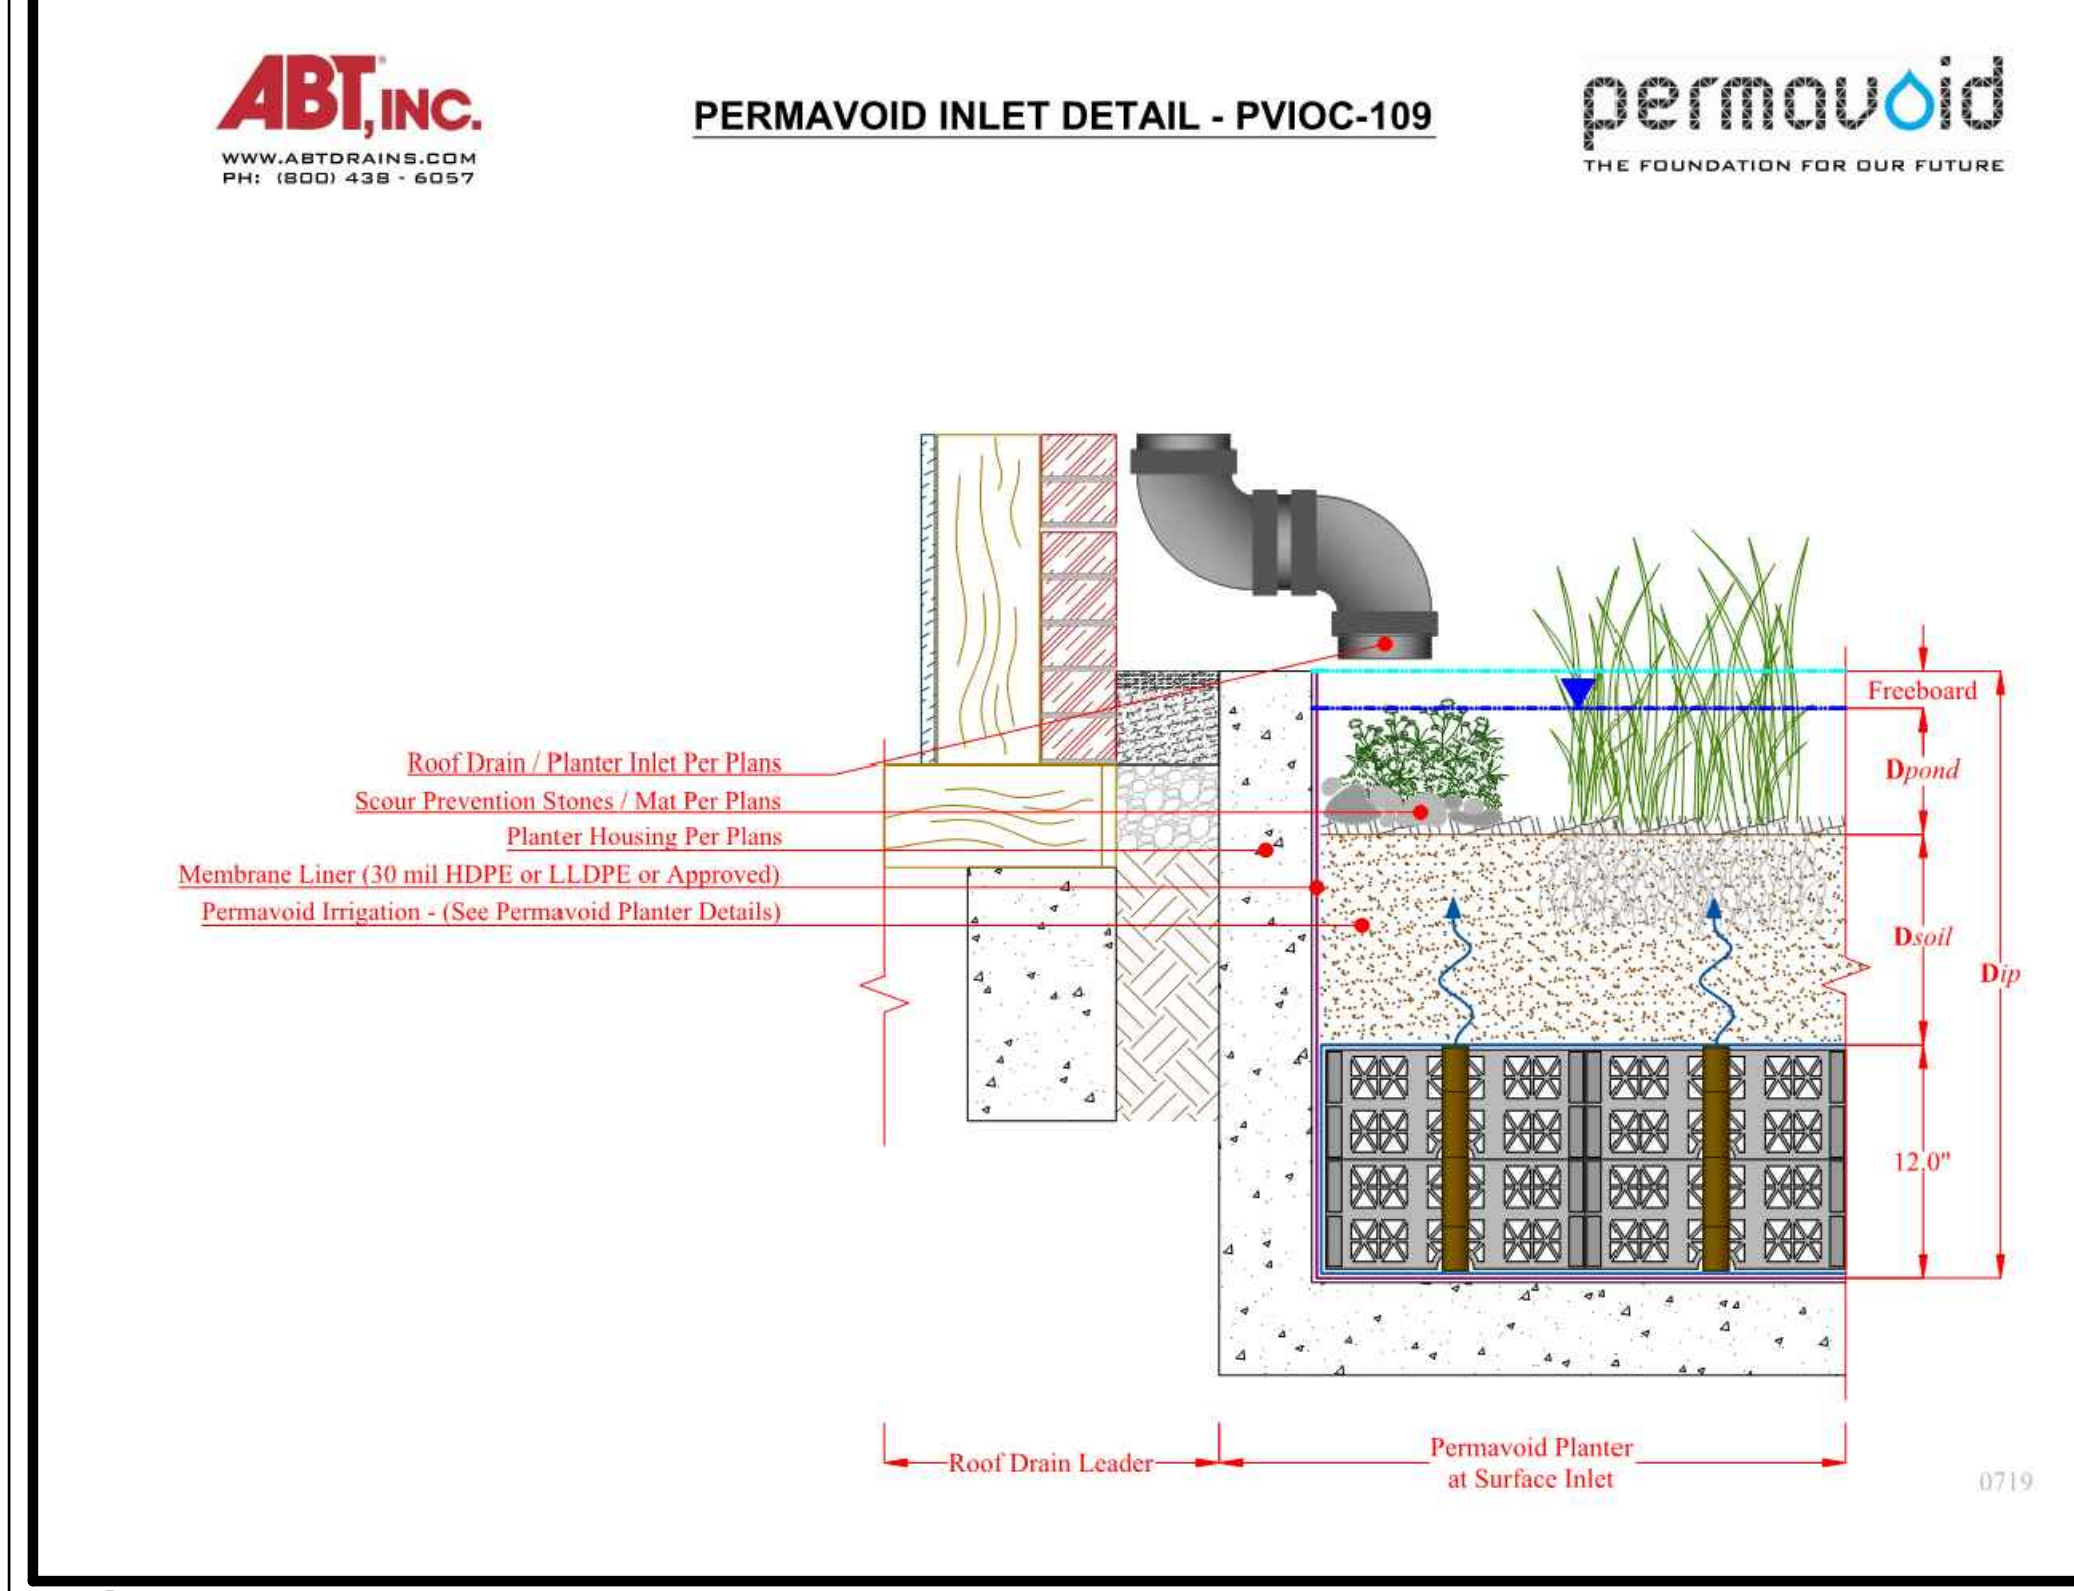 ABT, INC.
WWW.ABTDRAINS.COM
PH: (800) 438 - 6057
PERMAVOID INLET DETAIL - PVIOC-109
permavoid
THE FOUNDATION FOR OUR FUTURE
Freeboard
Dpond
Dsoil
Dip
12.0"
Roof Drain / Planter Inlet Per Plans
Scour Prevention Stones / Mat Per Plans
Planter Housing Per Plans
Membrane Liner (30 mil HDPE or LLDPE or Approved)
Permavoid Irrigation - (See Permavoid Planter Details)
Roof Drain Leader
Permavoid Planter
at Surface Inlet
0719